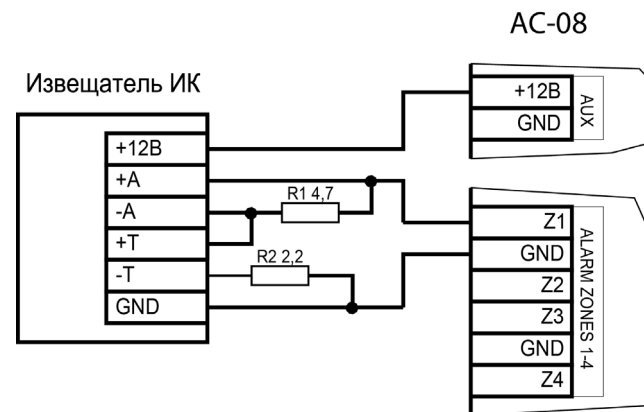 AC-08
Извещатель ИК
+12В
+А
-А
+Т
-Т
GND
R1 4,7
R2 2,2
+12В
GND
AUX
Z1
GND
Z2
Z3
GND
Z4
ALARM ZONES 1-4